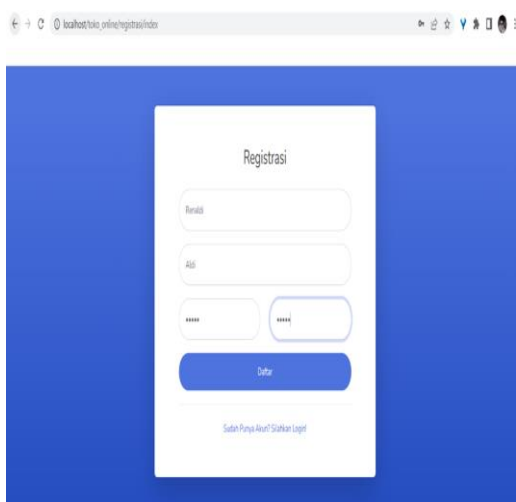 localhost/toko_online/registrasi/index
Registrasi
Renaldi
Aldi
•••••
•••••
Daftar
Sudah Punya Akun? Silahkan Login!